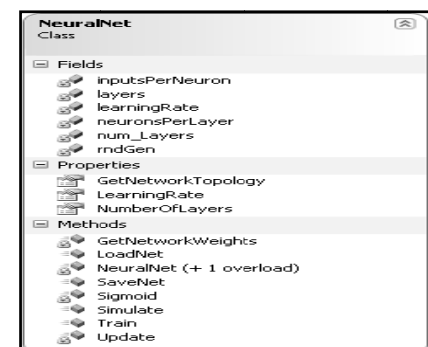 NeuralNet
Class
Fields
inputsPerNeuron
layers
learningRate
neuronsPerLayer
num_Layers
rndGen
Properties
GetNetworkTopology
LearningRate
NumberOfLayers
Methods
GetNetworkWeights
LoadNet
NeuralNet (+ 1 overload)
SaveNet
Sigmoid
Simulate
Train
Update